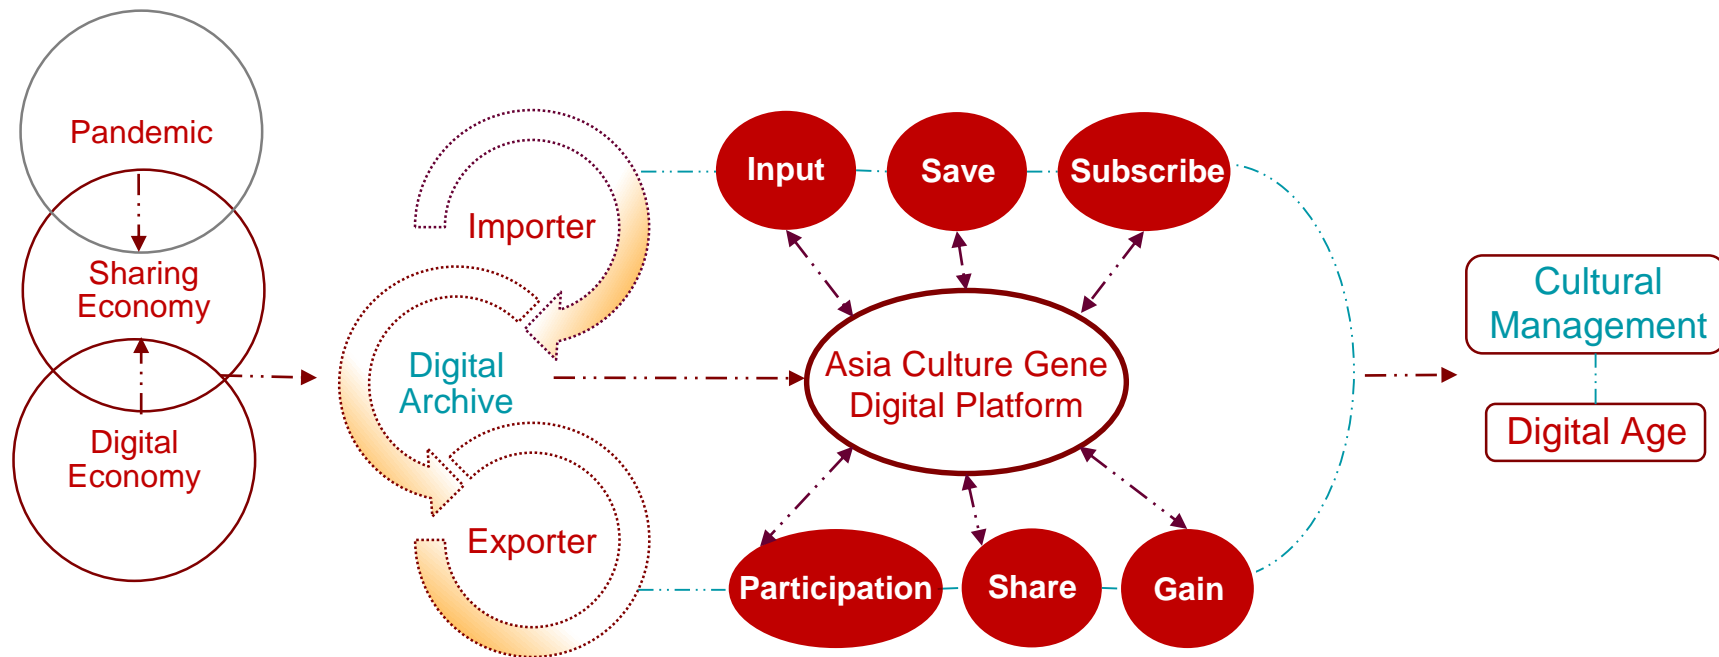 Pandemic
Sharing
Economy
Digital
Economy
Importer
Digital
Archive
Exporter
Input
Save
Subscribe
Asia Culture Gene
Digital Platform
Participation
Share
Gain
Cultural
Management
Digital Age